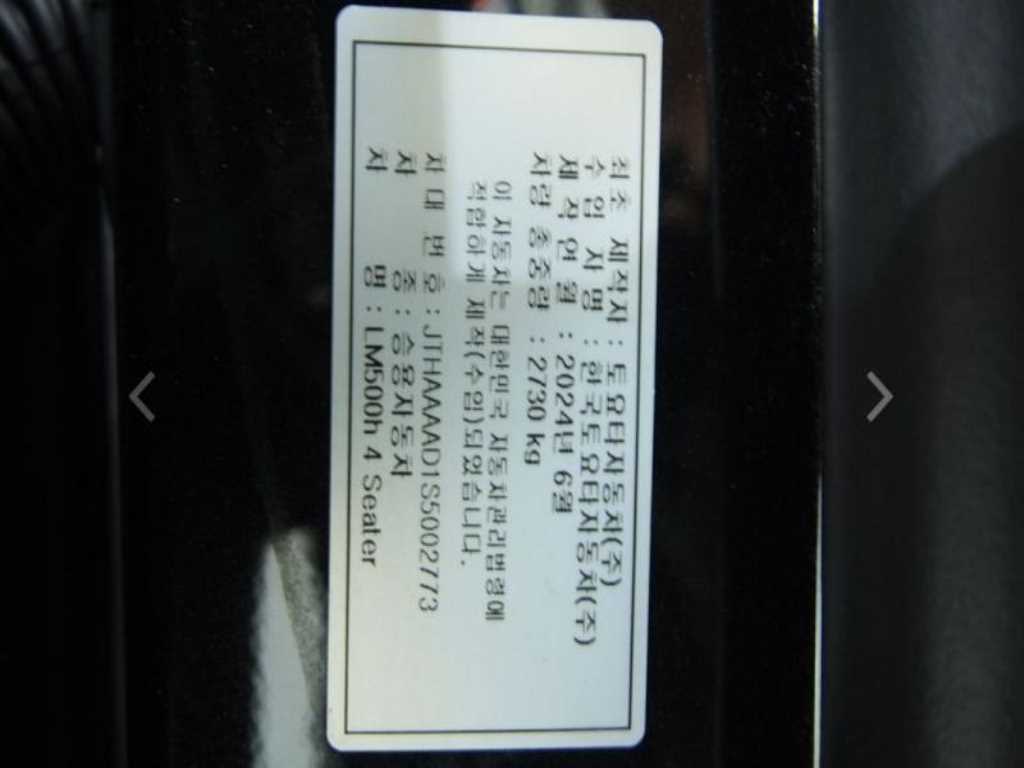 최초 제작사 : 토요타자동차(주)
수입 사명 : 한국토요타자동차(주)
제 작 연 월 : 2024년 6월
차량 총중량 : 2730 kg
이 자동차는 대한민국 자동차관리법령에
적합하게 제작(수입)되었습니다.
차 대 번 호 : JTHAAAAD1S5002773
차 종 : 승용자동차
차 명 : LM500h 4 Seater